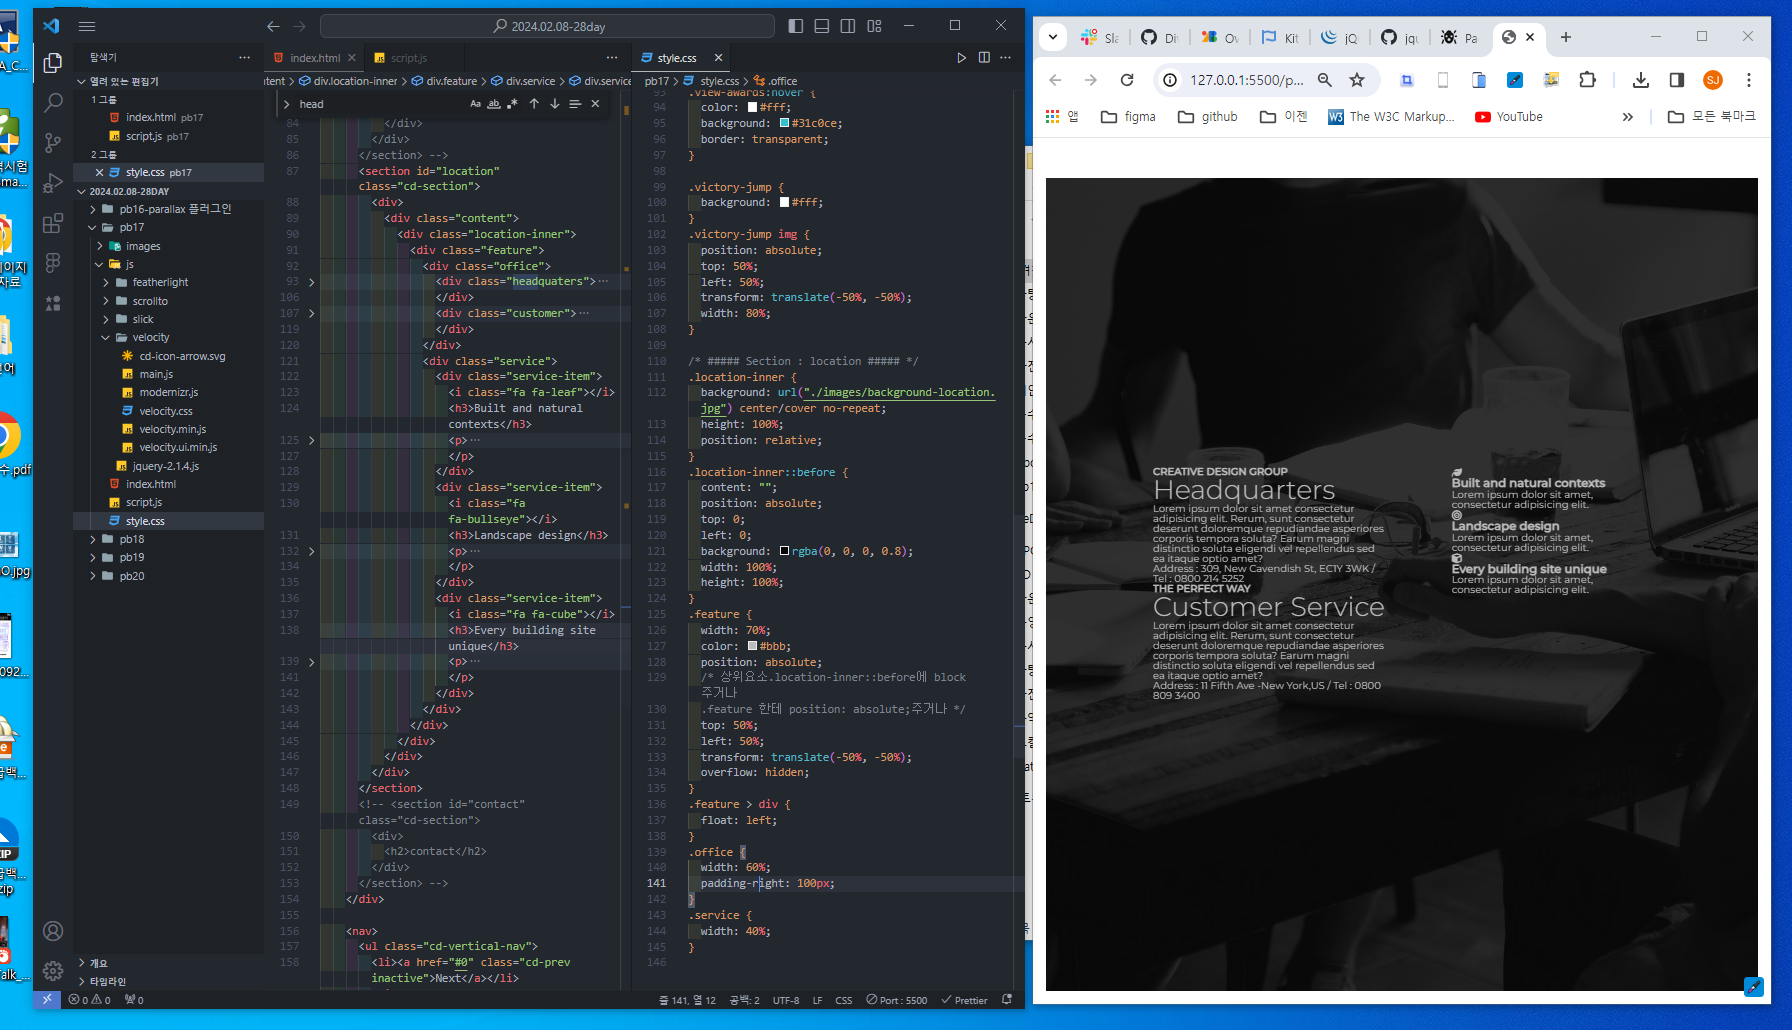 2024.02.08-28day
탐색기
열려 있는 편집기
1 그룹
index.html pb17
script.js pb17
2 그룹
style.css pb17
2024.02.08-28DAY
pb16-parallax 플러그인
pb17
images
js
featherlight
scrollto
slick
velocity
cd-icon-arrow.svg
main.js
modernizr.js
velocity.css
velocity.min.js
velocity.ui.min.js
jquery-2.1.4.js
index.html
script.js
style.css
pb18
pb19
pb20
개요
타임라인
index.html
script.js
ntent > div.location-inner > div.feature > div.service > div.service
head
84 </div>
85 </div>
86 </section> -->
87 <section id="location"
class="cd-section">
88 <div>
89 <div class="content">
90 <div class="location-inner">
91 <div class="feature">
92 <div class="office">
93 <div class="headquaters">…
106 </div>
107 <div class="customer">…
119 </div>
120 </div>
121 <div class="service">
122 <div class="service-item">
123 <i class="fa fa-leaf"></i>
124 <h3>Built and natural
contexts</h3>
125 <p>…
127 </p>
128 </div>
129 <div class="service-item">
130 <i class="fa
fa-bullseye"></i>
131 <h3>Landscape design</h3>
132 <p>…
134 </p>
135 </div>
136 <div class="service-item">
137 <i class="fa fa-cube"></i>
138 <h3>Every building site
unique</h3>
139 <p>…
141 </p>
142 </div>
143 </div>
144 </div>
145 </div>
146 </div>
147 </div>
148 </section>
149 <!-- <section id="contact"
class="cd-section">
150 <div>
151 <h2>contact</h2>
152 </div>
153 </section> -->
154 </div>
155
156 <nav>
157 <ul class="cd-vertical-nav">
158 <li><a href="#0" class="cd-prev
inactive">Next</a></li>
style.css
pb17 > style.css > .office
93 .view-awards:hover {
94 color: #fff;
95 background: #31c0ce;
96 border: transparent;
97 }
98
99 .victory-jump {
100 background: #fff;
101 }
102 .victory-jump img {
103 position: absolute;
104 top: 50%;
105 left: 50%;
106 transform: translate(-50%, -50%);
107 width: 80%;
108 }
109
110 /* ##### Section : location ##### */
111 .location-inner {
112 background: url("./images/background-location.
jpg") center/cover no-repeat;
113 height: 100%;
114 position: relative;
115 }
116 .location-inner::before {
117 content: "";
118 position: absolute;
119 top: 0;
120 left: 0;
121 background: rgba(0, 0, 0, 0.8);
122 width: 100%;
123 height: 100%;
124 }
125 .feature {
126 width: 70%;
127 color: #bbb;
128 position: absolute;
129 /* 상위요소.location-inner::before에 block
주거나
130 .feature 한테 position: absolute;주거나 */
131 top: 50%;
132 left: 50%;
133 transform: translate(-50%, -50%);
134 overflow: hidden;
135 }
136 .feature > div {
137 float: left;
138 }
139 .office {
140 width: 60%;
141 padding-right: 100px;
142 }
143 .service {
144 width: 40%;
145 }
146
0 0 0
줄 141, 열 12 공백: 2 UTF-8 LF CSS Port : 5500 Prettier
Sla Di Ov Kit jQ jqu Pa
127.0.0.1:5500/p...
SJ
앱 figma github 이젠 The W3C Markup... YouTube » 모든 북마크
CREATIVE DESIGN GROUP
Headquarters
Lorem ipsum dolor sit amet consectetur
adipisicing elit. Rerum, sunt consectetur
deserunt doloremque repudiandae asperiores
corporis tempora soluta? Earum magni
distinctio soluta eligendi vel repellendus sed
ea itaque optio amet?
Address : 309, New Cavendish St, EC1Y 3WK /
Tel : 0800 214 5252
THE PERFECT WAY
Customer Service
Lorem ipsum dolor sit amet consectetur
adipisicing elit. Rerum, sunt consectetur
deserunt doloremque repudiandae asperiores
corporis tempora soluta? Earum magni
distinctio soluta eligendi vel repellendus sed
ea itaque optio amet?
Address : 11 Fifth Ave -New York,US / Tel : 0800
809 3400
Built and natural contexts
Lorem ipsum dolor sit amet,
consectetur adipisicing elit.
Landscape design
Lorem ipsum dolor sit amet,
consectetur adipisicing elit.
Every building site unique
Lorem ipsum dolor sit amet,
consectetur adipisicing elit.